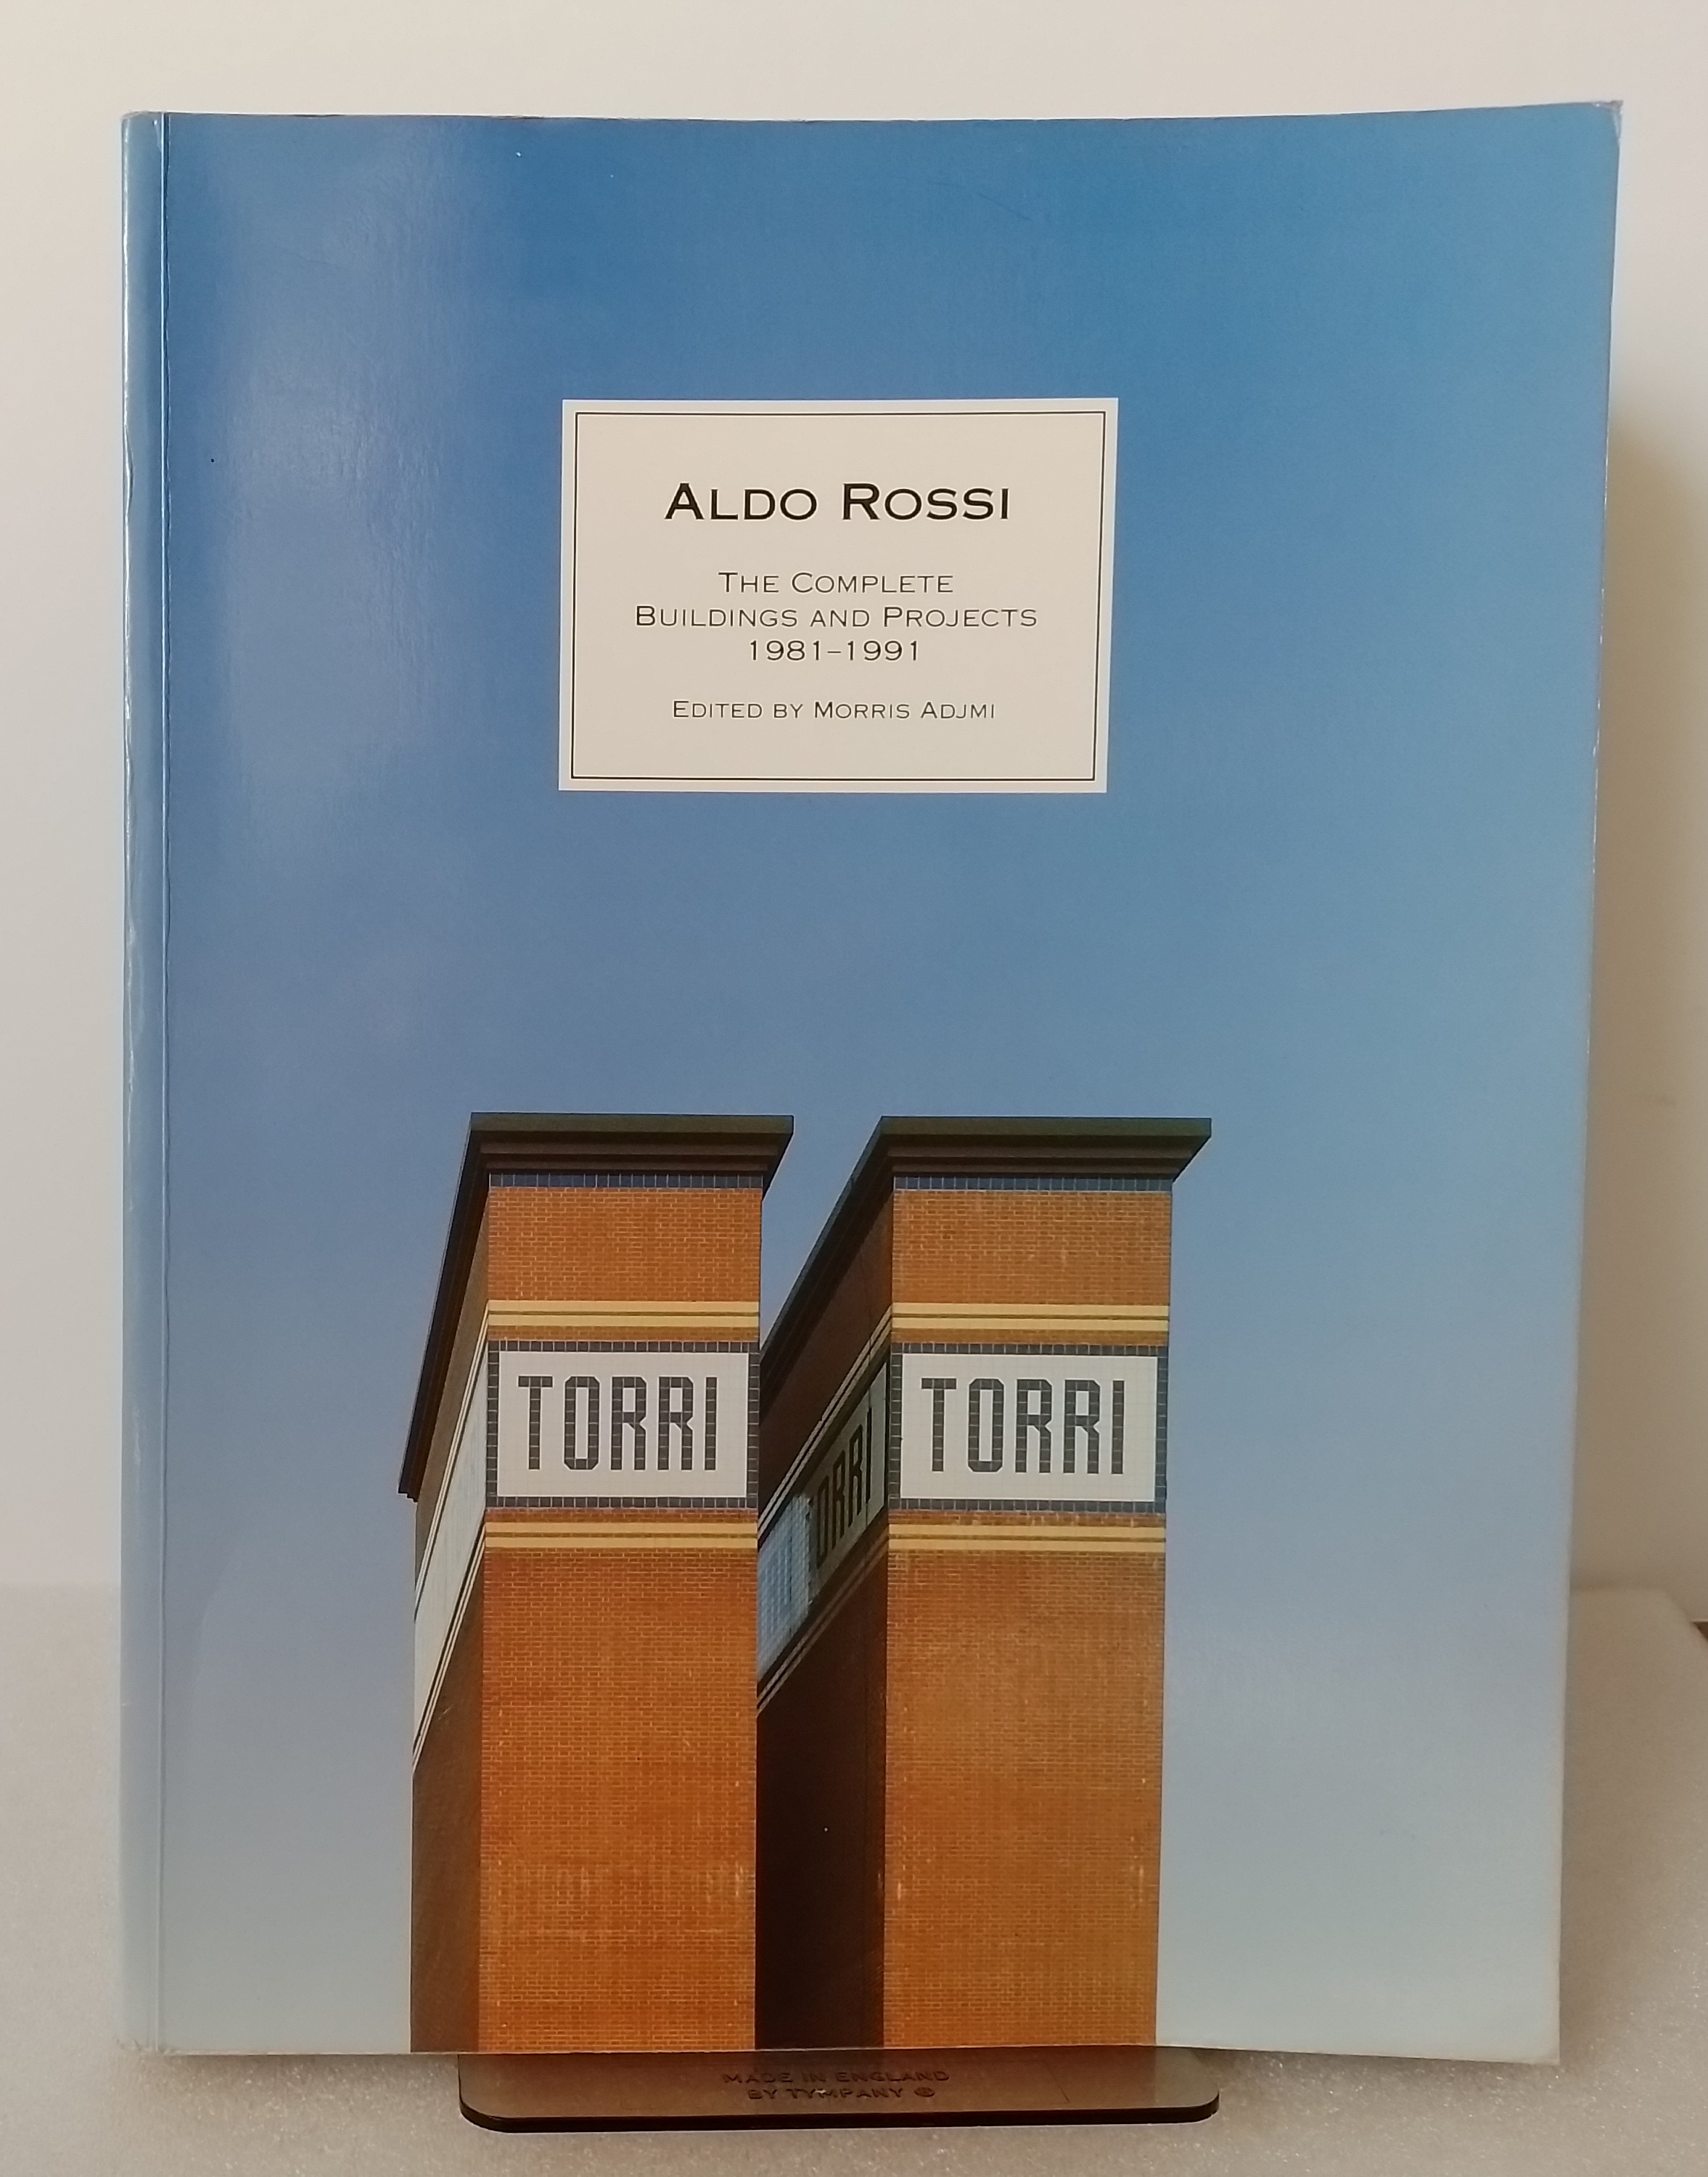 ALDO ROSSI
THE COMPLETE
BUILDINGS AND PROJECTS
1981–1991
EDITED BY MORRIS ADJMI
TORRI
TORRI
TORRI
MADE IN ENGLAND
BY TYMPANY ®